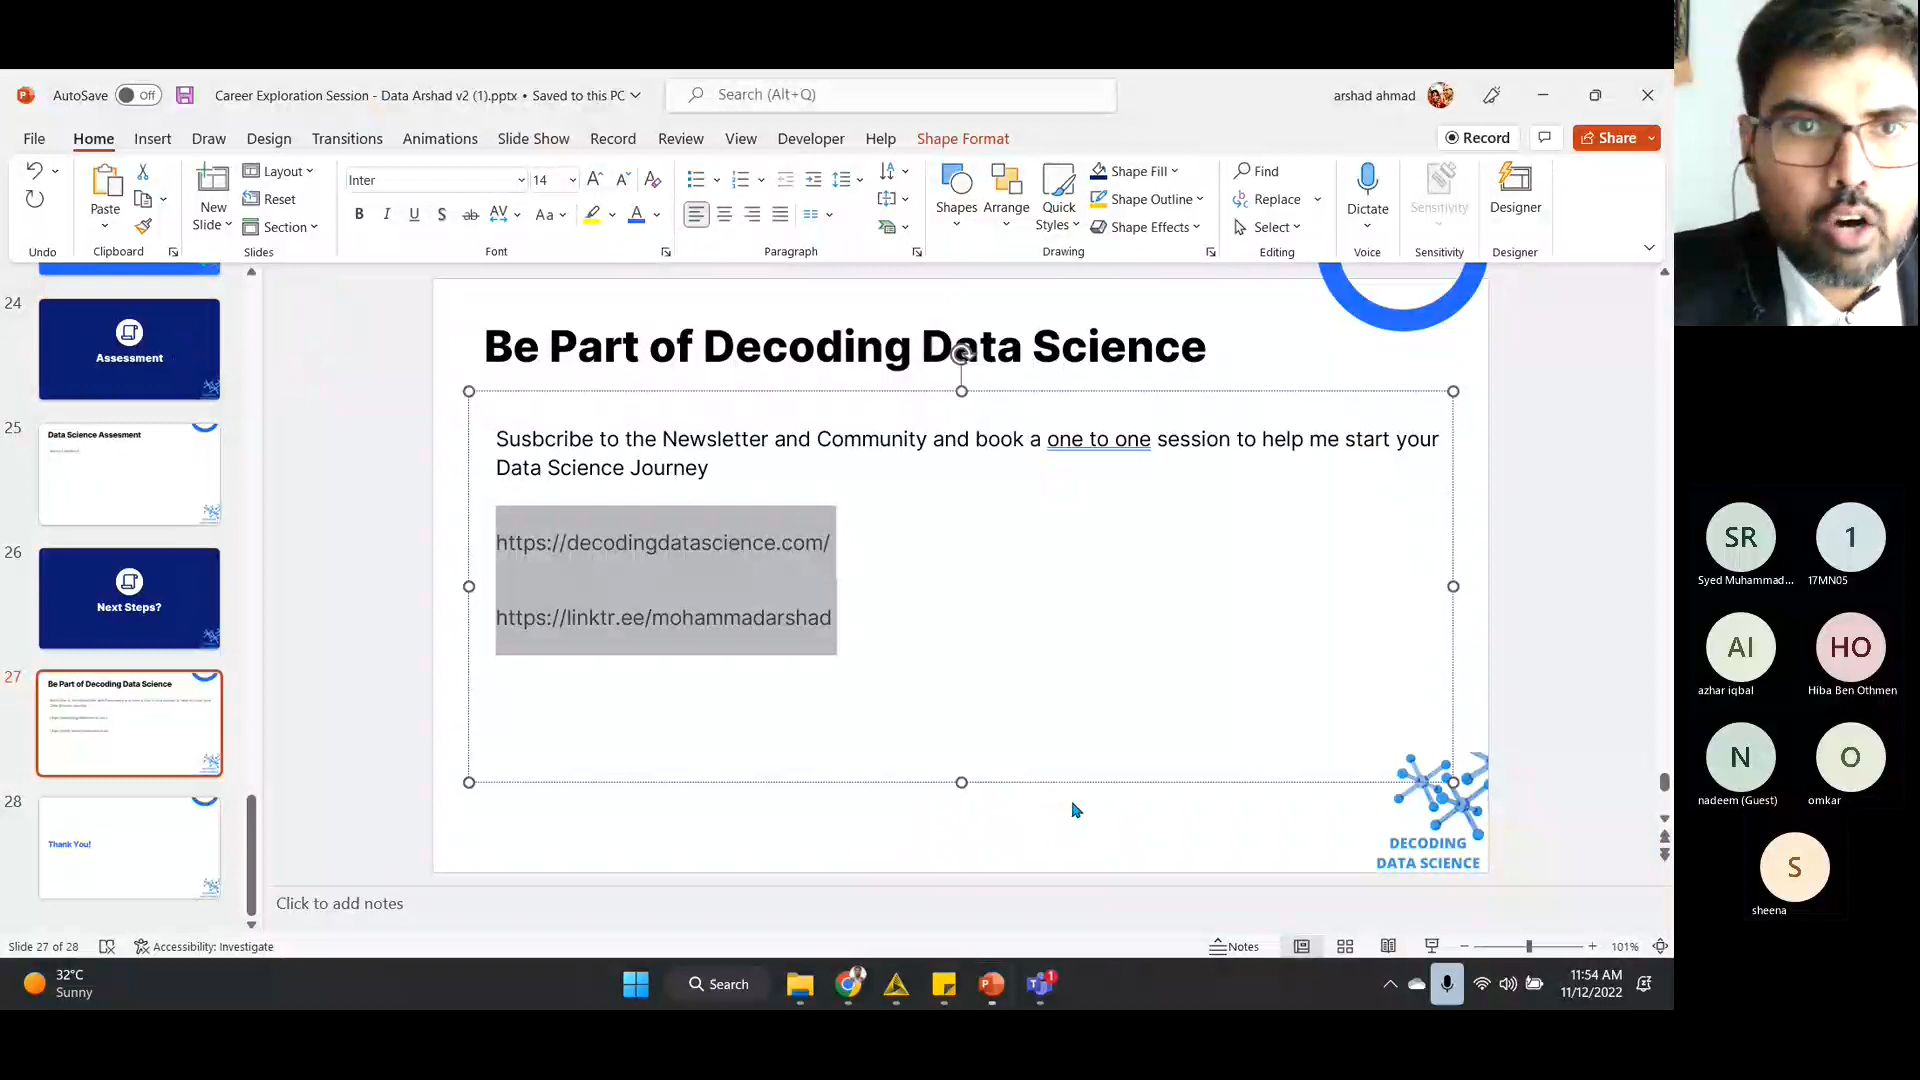 AutoSave Off Career Exploration Session - Data Arshad v2 (1).pptx • Saved to this PC Search (Alt+Q) arshad ahmad
File Home Insert Draw Design Transitions Animations Slide Show Record Review View Developer Help Shape Format Record Share
Paste New Slide Layout Reset Section Inter 14 Shapes Arrange Quick Styles Shape Fill Shape Outline Shape Effects Find Replace Select Dictate Sensitivity Designer
Undo Clipboard Slides Font Paragraph Drawing Editing Voice Sensitivity Designer
24
Assessment
25
Data Science Assesment
26
Next Steps?
27
Be Part of Decoding Data Science
28
Thank You!
Be Part of Decoding Data Science
Susbcribe to the Newsletter and Community and book a one to one session to help me start your
Data Science Journey
https://decodingdatascience.com/
https://linktr.ee/mohammadarshad
DECODING
DATA SCIENCE
Click to add notes
Slide 27 of 28 Accessibility: Investigate Notes 101%
32°C
Sunny
Search
11:54 AM
11/12/2022
SR 1
Syed Muhammad... 17MN05
AI HO
azhar iqbal Hiba Ben Othmen
N O
nadeem (Guest) omkar
S
sheena